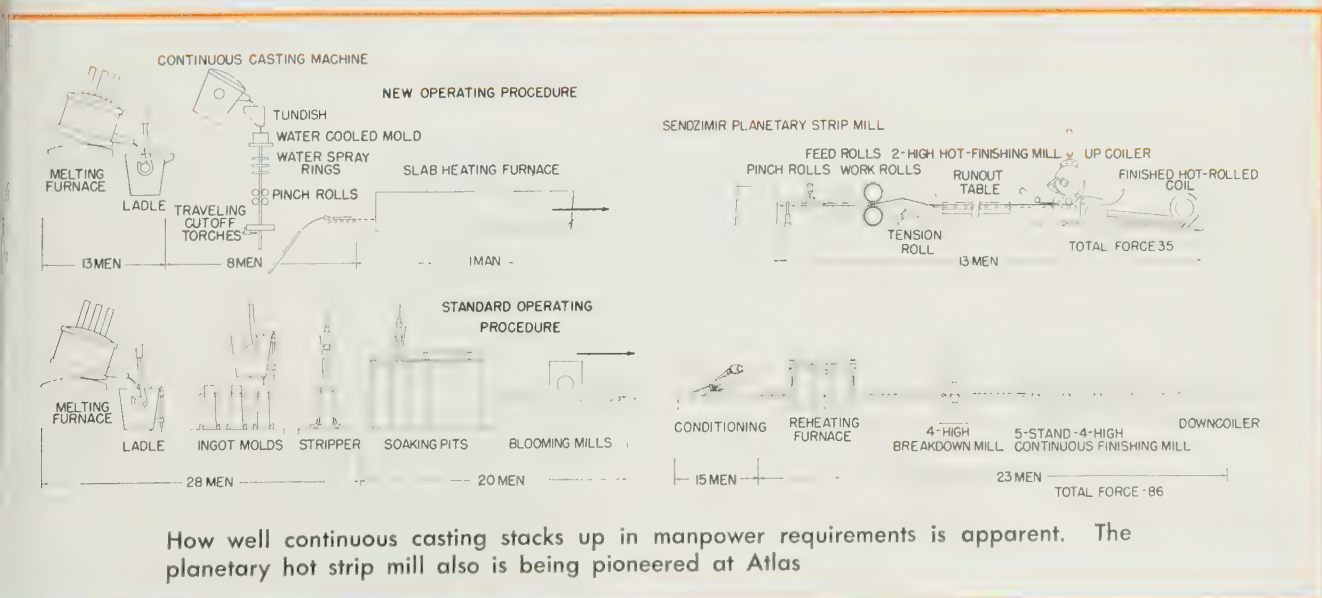 CONTINUOUS CASTING MACHINE
NEW OPERATING PROCEDURE
TUNDISH
WATER COOLED MOLD
WATER SPRAY
RINGS
PINCH ROLLS
TRAVELING
CUTOFF
TORCHES
MELTING
FURNACE
LADLE
SLAB HEATING FURNACE
13 MEN
8 MEN
1 MAN
SENDZIMIR PLANETARY STRIP MILL
FEED ROLLS 2-HIGH HOT-FINISHING MILL UP COILER
PINCH ROLLS WORK ROLLS
RUNOUT
TABLE
FINISHED HOT-ROLLED
COIL
TENSION
ROLL
TOTAL FORCE 35
13 MEN
STANDARD OPERATING
PROCEDURE
MELTING
FURNACE
LADLE
INGOT MOLDS
STRIPPER
SOAKING PITS
BLOOMING MILLS
28 MEN
20 MEN
CONDITIONING
REHEATING
FURNACE
4-HIGH
BREAKDOWN MILL
5-STAND-4-HIGH
CONTINUOUS FINISHING MILL
DOWNCOILER
15 MEN
23 MEN
TOTAL FORCE-86
How well continuous casting stacks up in manpower requirements is apparent. The
planetary hot strip mill also is being pioneered at Atlas